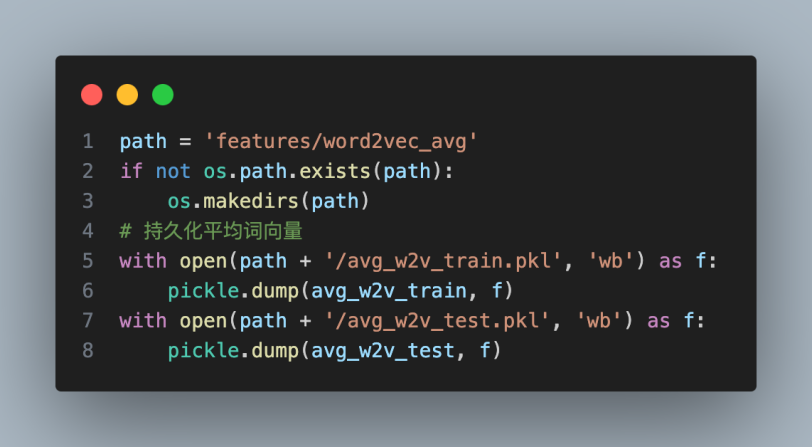 1 path = 'features/word2vec_avg'
2 if not os.path.exists(path):
3     os.makedirs(path)
4 # 持久化平均词向量
5 with open(path + '/avg_w2v_train.pkl', 'wb') as f:
6     pickle.dump(avg_w2v_train, f)
7 with open(path + '/avg_w2v_test.pkl', 'wb') as f:
8     pickle.dump(avg_w2v_test, f)